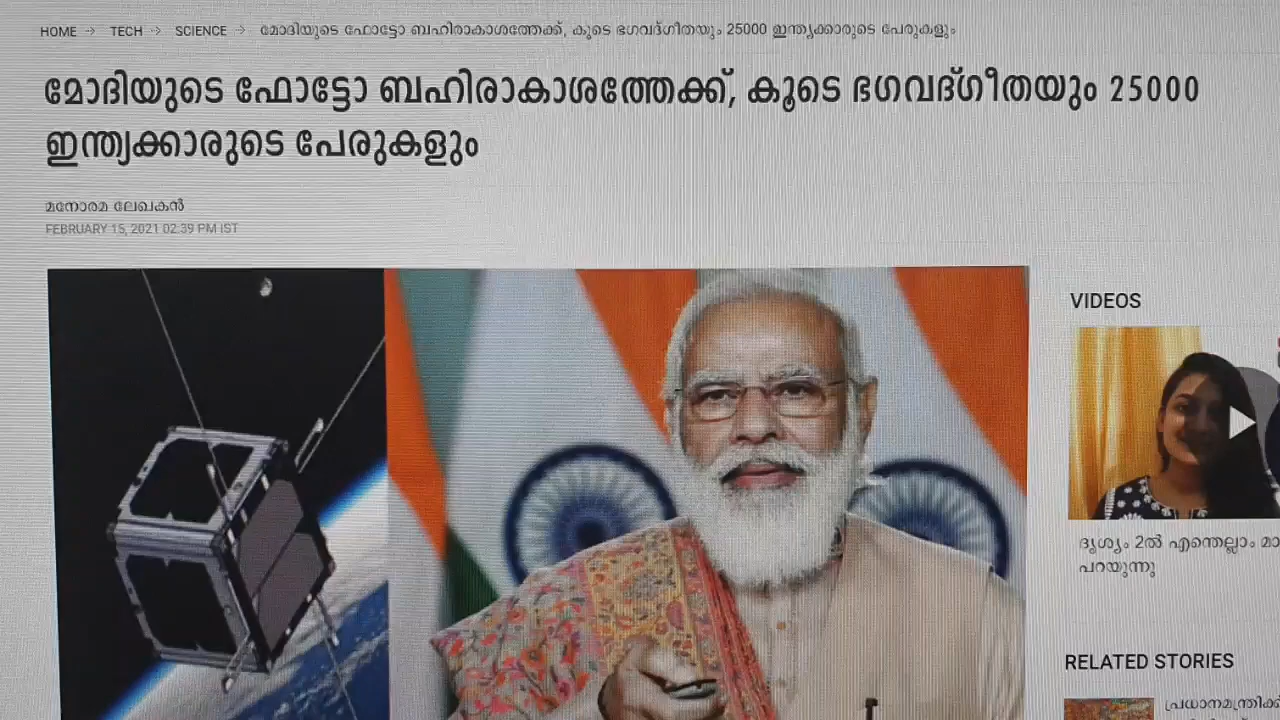 HOME → TECH → SCIENCE → മോദിയുടെ ഫോട്ടോ ബഹിരാകാശത്തേക്ക്, കൂടെ ഭഗവദ്ഗീതയും 25000 ഇന്ത്യക്കാരുടെ പേരുകളും
മോദിയുടെ ഫോട്ടോ ബഹിരാകാശത്തേക്ക്, കൂടെ ഭഗവദ്ഗീതയും 25000
ഇന്ത്യക്കാരുടെ പേരുകളും
മനോരമ ലേഖകൻ
FEBRUARY 15, 2021 02:39 PM IST
VIDEOS
ദൃശ്യം 2ൽ എന്തെല്ലാം
പറയുന്നു
RELATED STORIES